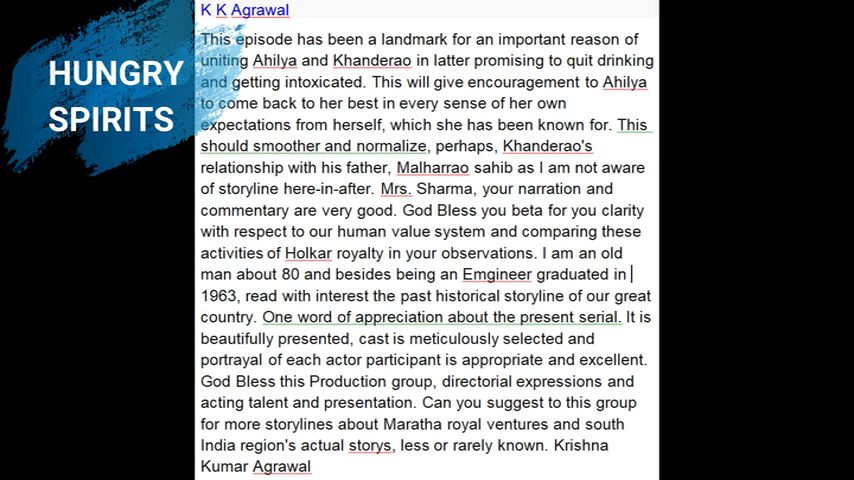 HUNGRY
SPIRITS
K K Agrawal
This episode has been a landmark for an important reason of
uniting Ahilya and Khanderao in latter promising to quit drinking
and getting intoxicated. This will give encouragement to Ahilya
to come back to her best in every sense of her own
expectations from herself, which she has been known for. This
should smoother and normalize, perhaps, Khanderao's
relationship with his father, Malharrao sahib as I am not aware
of storyline here-in-after. Mrs. Sharma, your narration and
commentary are very good. God Bless you beta for you clarity
with respect to our human value system and comparing these
activities of Holkar royalty in your observations. I am an old
man about 80 and besides being an Emgineer graduated in
1963, read with interest the past historical storyline of our great
country. One word of appreciation about the present serial. It is
beautifully presented, cast is meticulously selected and
portrayal of each actor participant is appropriate and excellent.
God Bless this Production group, directorial expressions and
acting talent and presentation. Can you suggest to this group
for more storylines about Maratha royal ventures and south
India region's actual storys, less or rarely known. Krishna
Kumar Agrawal